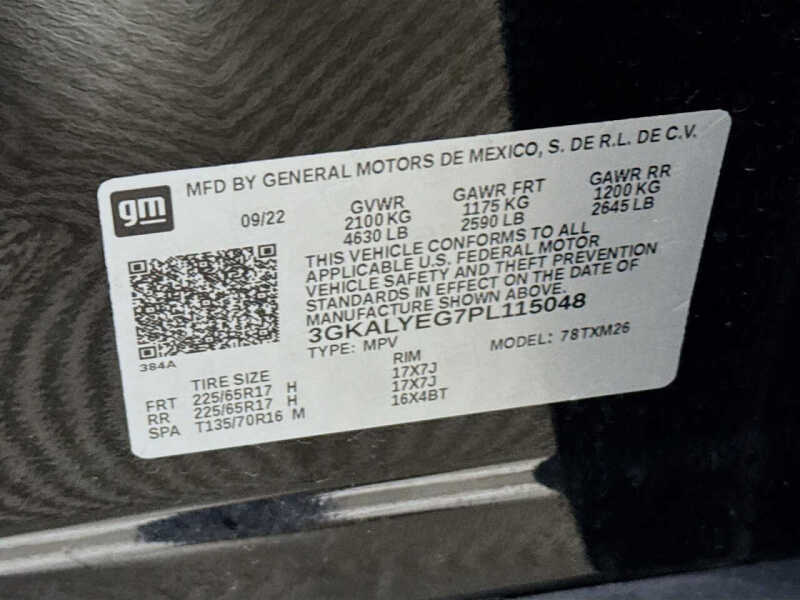 gm
MFD BY GENERAL MOTORS DE MEXICO, S. DE R.L. DE C.V.
09/22
GVWR GAWR FRT GAWR RR
2100 KG 1175 KG 1200 KG
4630 LB 2590 LB 2645 LB
THIS VEHICLE CONFORMS TO ALL
APPLICABLE U.S. FEDERAL MOTOR
VEHICLE SAFETY AND THEFT PREVENTION
STANDARDS IN EFFECT ON THE DATE OF
MANUFACTURE SHOWN ABOVE.
3GKALYEG7PL115048
TYPE: MPV MODEL: 78TXM26
384A
TIRE SIZE RIM
FRT 225/65R17 H 17X7J
RR 225/65R17 H 17X7J
SPA T135/70R16 M 16X4BT